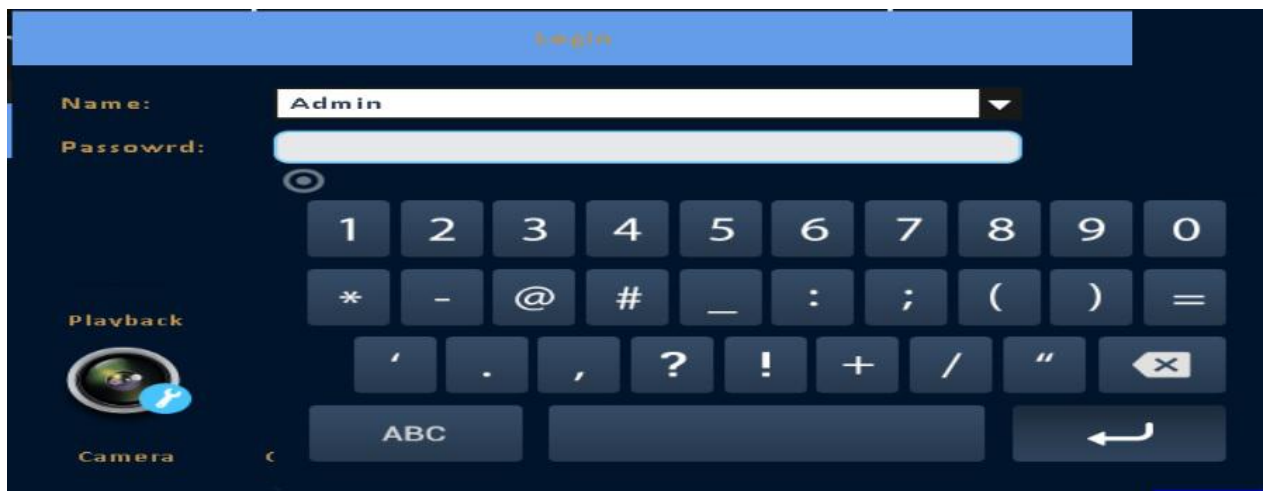 Login
Name:
Admin
Passowrd:
1 2 3 4 5 6 7 8 9 0
* - @ # _ : ; ( ) =
Playback
‘ . , ? ! + / “
ABC
Camera